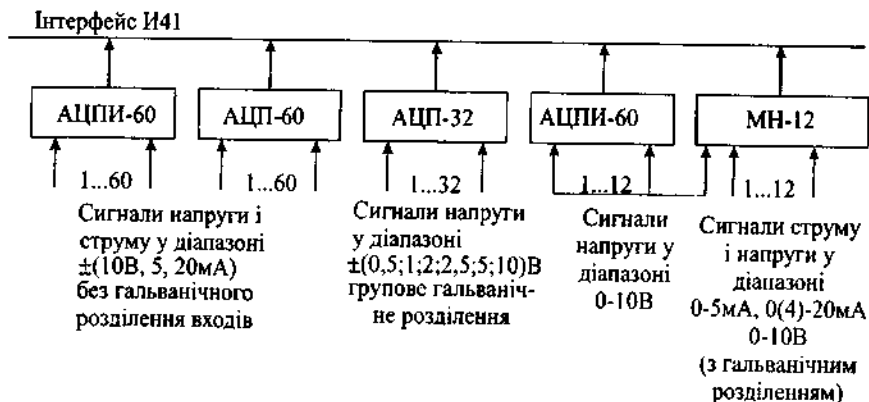 Інтерфейс И41
АЦПИ-60
АЦП-60
АЦП-32
АЦПИ-60
МН-12
1...60
1...60
1...32
1...12
1...12
Сигнали напруги і
струму у діапазоні
±(10В, 5, 20мА)
без гальванічного
розділення входів
Сигнали напруги
у діапазоні
±(0,5;1;2;2,5;5;10)В
групове гальваніч-
не розділення
Сигнали
напруги у
діапазоні
0-10В
Сигнали струму
і напруги у
діапазоні
0-5мА, 0(4)-20мА
0-10В
(з гальванічним
розділенням)